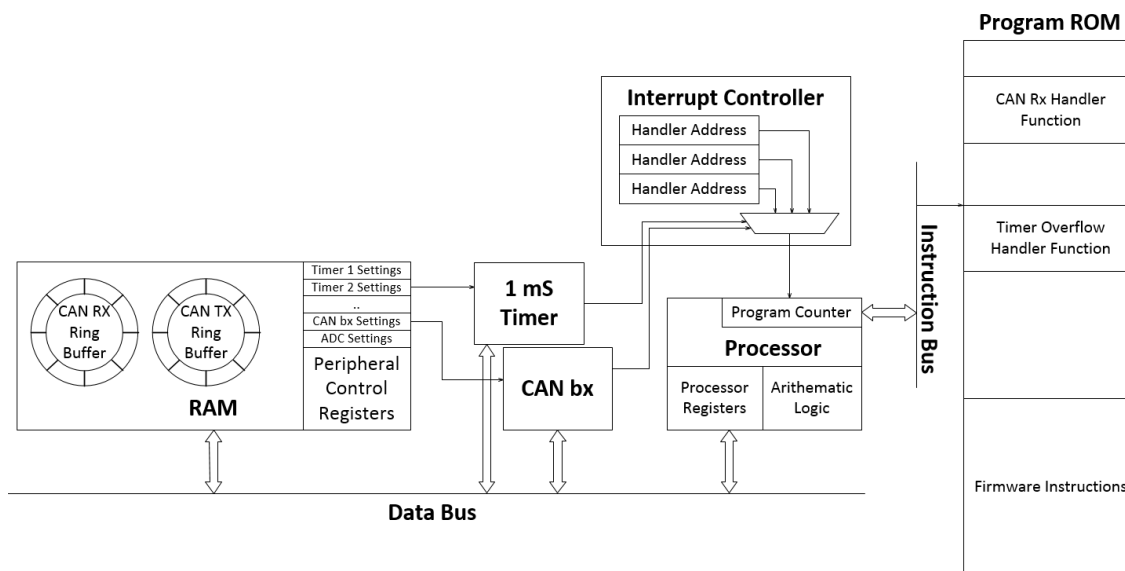 Program ROM
CAN Rx Handler
Function
Timer Overflow
Handler Function
Firmware Instructions
Instruction Bus
Interrupt Controller
Handler Address
Handler Address
Handler Address
Program Counter
Processor
Processor
Registers
Arithematic
Logic
1 mS
Timer
CAN bx
Timer 1 Settings
Timer 2 Settings
..
CAN bx Settings
ADC Settings
Peripheral
Control
Registers
CAN RX
Ring
Buffer
CAN TX
Ring
Buffer
RAM
Data Bus